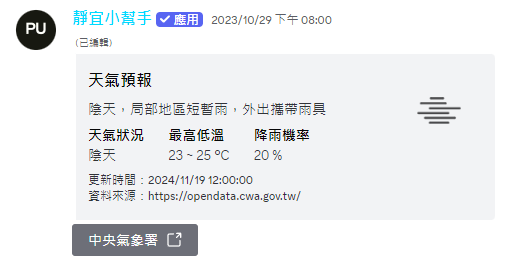 PU
靜宜小幫手 應用 2023/10/29 下午 08:00
(已編輯)
天氣預報
陰天，局部地區短暫雨，外出攜帶雨具
天氣狀況 最高低溫 降雨機率
陰天 23 ~ 25 °C 20 %
更新時間：2024/11/19 12:00:00
資料來源：https://opendata.cwa.gov.tw/
中央氣象署